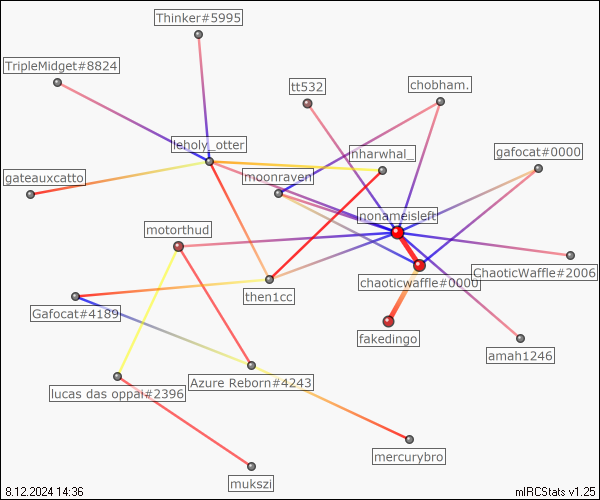 Thinker#5995
TripleMidget#8824
tt532
chobham.
leholy_otter
nharwhal_
gafocat#0000
gateauxcatto
moonraven
nonameisleft
motorthud
ChaoticWaffle#2006
chaoticwaffle#0000
then1cc
Gafocat#4189
fakedingo
amah1246
Azure Reborn#4243
lucas das oppai#2396
mercurybro
mukszi
8.12.2024 14:36
mIRCStats v1.25